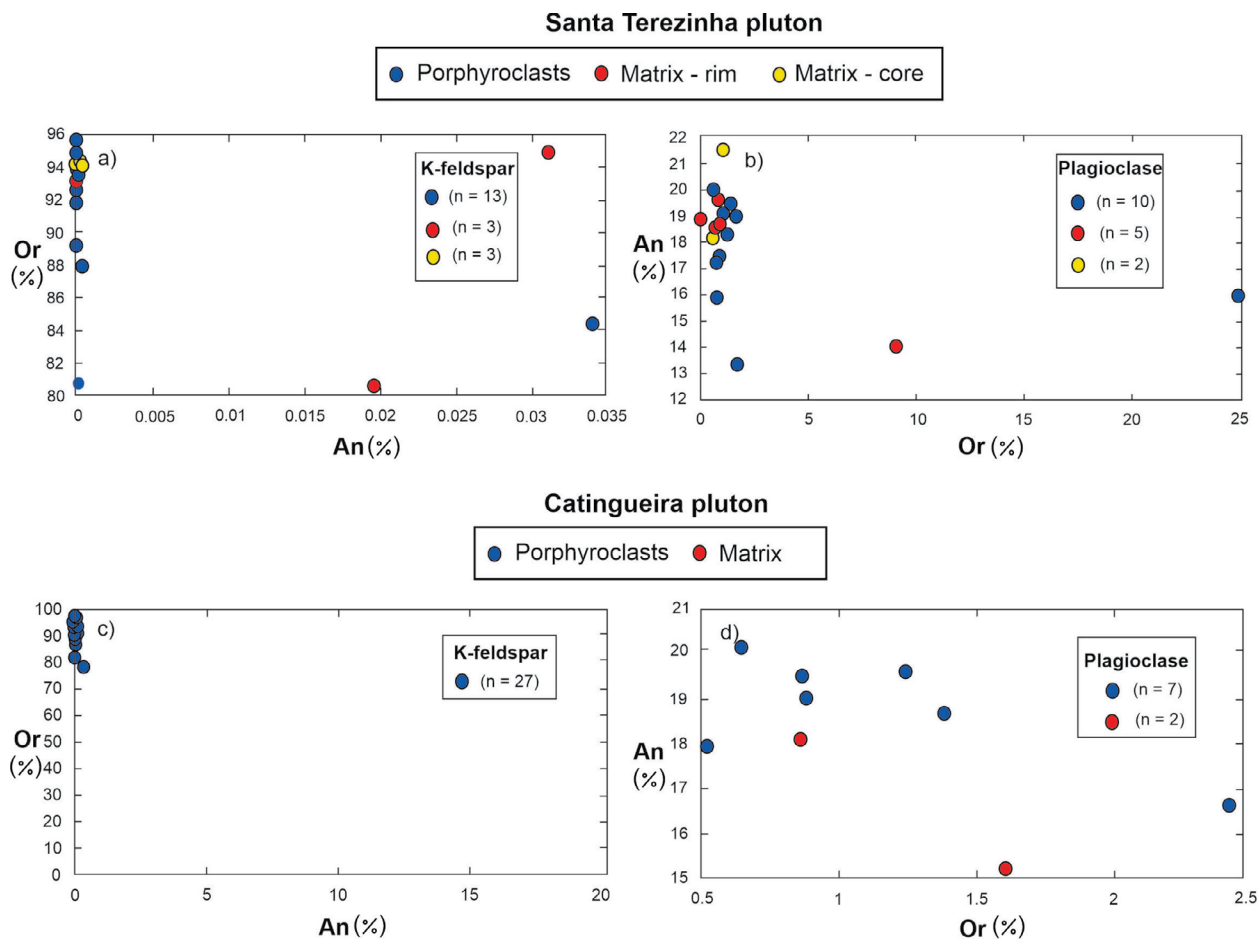 Santa Terezinha pluton
Porphyroclasts Matrix - rim Matrix - core
a)
K-feldspar
(n = 13)
(n = 3)
(n = 3)
Or
(%)
96
94
92
90
88
86
84
82
80
0 0.005 0.01 0.015 0.02 0.025 0.03 0.035
An (%)
b)
Plagioclase
(n = 10)
(n = 5)
(n = 2)
An
(%)
22
21
20
19
18
17
16
15
14
13
12
0 5 10 15 20 25
Or (%)
Catingueira pluton
Porphyroclasts Matrix
c)
K-feldspar
(n = 27)
Or
(%)
100
90
80
70
60
50
40
30
20
10
0
0 5 10 15 20
An (%)
d)
Plagioclase
(n = 7)
(n = 2)
An
(%)
21
20
19
18
17
16
15
0.5 1 1.5 2 2.5
Or (%)